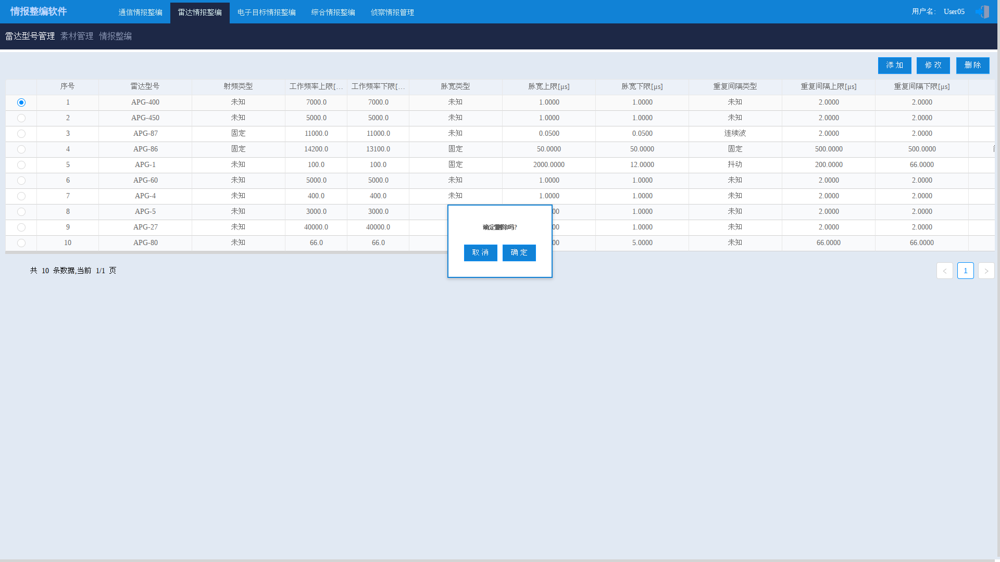 情报整编软件 通信情报整编 雷达情报整编 电子目标情报整编 综合情报整编 侦察情报管理 用户名: User05
雷达型号管理 素材管理 情报整编
添 加 修 改 删 除
序号 雷达型号 射频类型 工作频率上限[... 工作频率下限[... 脉宽类型 脉宽上限[μs] 脉宽下限[μs] 重复间隔类型 重复间隔上限[μs] 重复间隔下限[μs]
1 APG-400 未知 7000.0 7000.0 未知 1.0000 1.0000 未知 2.0000 2.0000
2 APG-450 未知 5000.0 5000.0 未知 1.0000 1.0000 未知 2.0000 2.0000
3 APG-87 固定 11000.0 11000.0 未知 0.0500 0.0500 连续波 2.0000 2.0000
4 APG-86 固定 14200.0 13100.0 固定 50.0000 50.0000 固定 500.0000 500.0000
5 APG-1 未知 100.0 100.0 固定 2000.0000 12.0000 抖动 200.0000 66.0000
6 APG-60 未知 5000.0 5000.0 未知 1.0000 1.0000 未知 2.0000 2.0000
7 APG-4 未知 400.0 400.0 未知 1.0000 1.0000 未知 2.0000 2.0000
8 APG-5 未知 3000.0 3000.0 00 1.0000 未知 2.0000 2.0000
9 APG-27 未知 40000.0 40000.0 00 1.0000 未知 2.0000 2.0000
10 APG-80 未知 66.0 66.0 00 5.0000 未知 66.0000 66.0000
确定删除吗?
取 消 确 定
共 10 条数据,当前 1/1 页 < 1 >